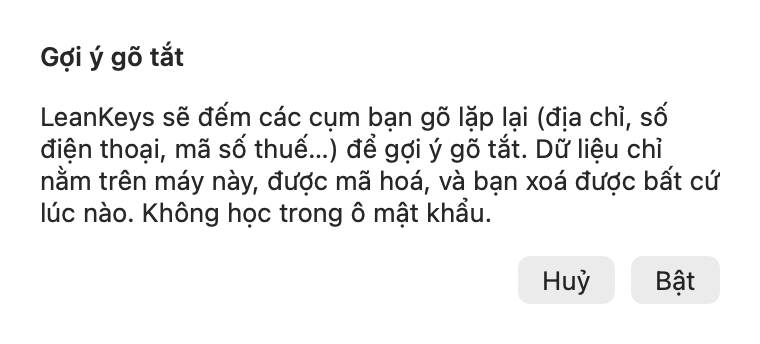 Gợi ý gõ tắt
LeanKeys sẽ đếm các cụm bạn gõ lặp lại (địa chỉ, số
điện thoại, mã số thuế...) để gợi ý gõ tắt. Dữ liệu chỉ
nằm trên máy này, được mã hoá, và bạn xoá được bất cứ
lúc nào. Không học trong ô mật khẩu.
Huỷ
Bật